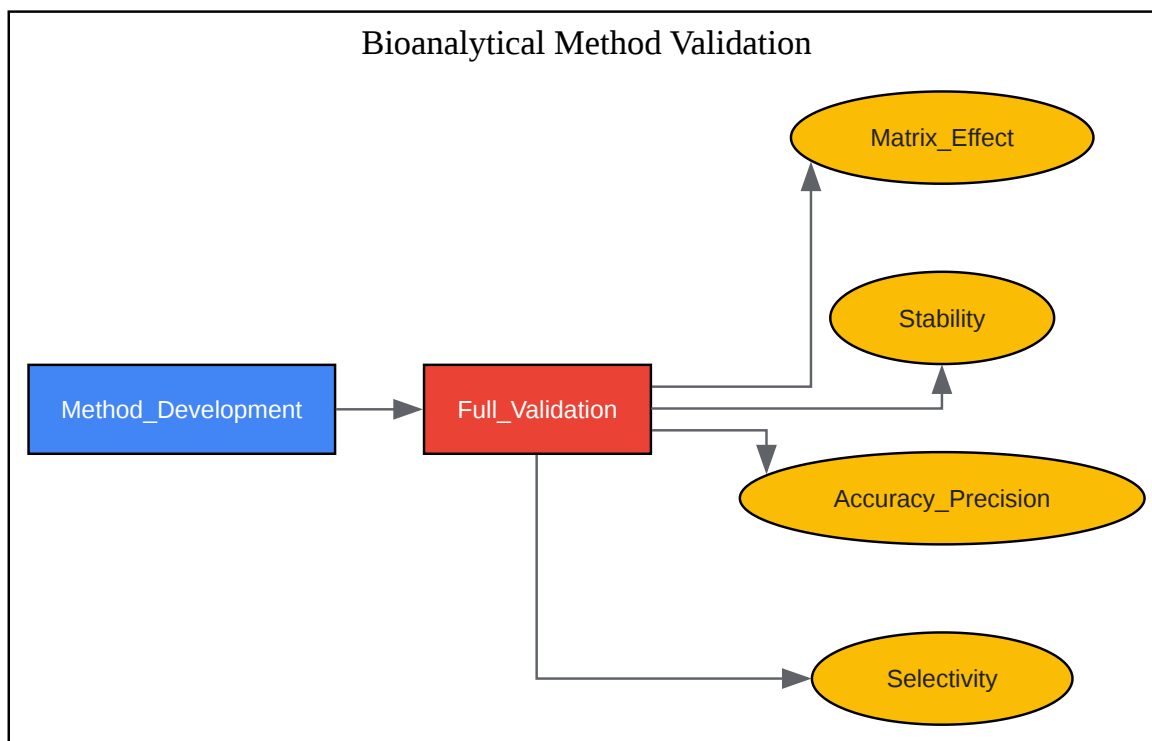 Bioanalytical Method Validation
Matrix_Effect
Stability
Method_Development
Full_Validation
Accuracy_Precision
Selectivity